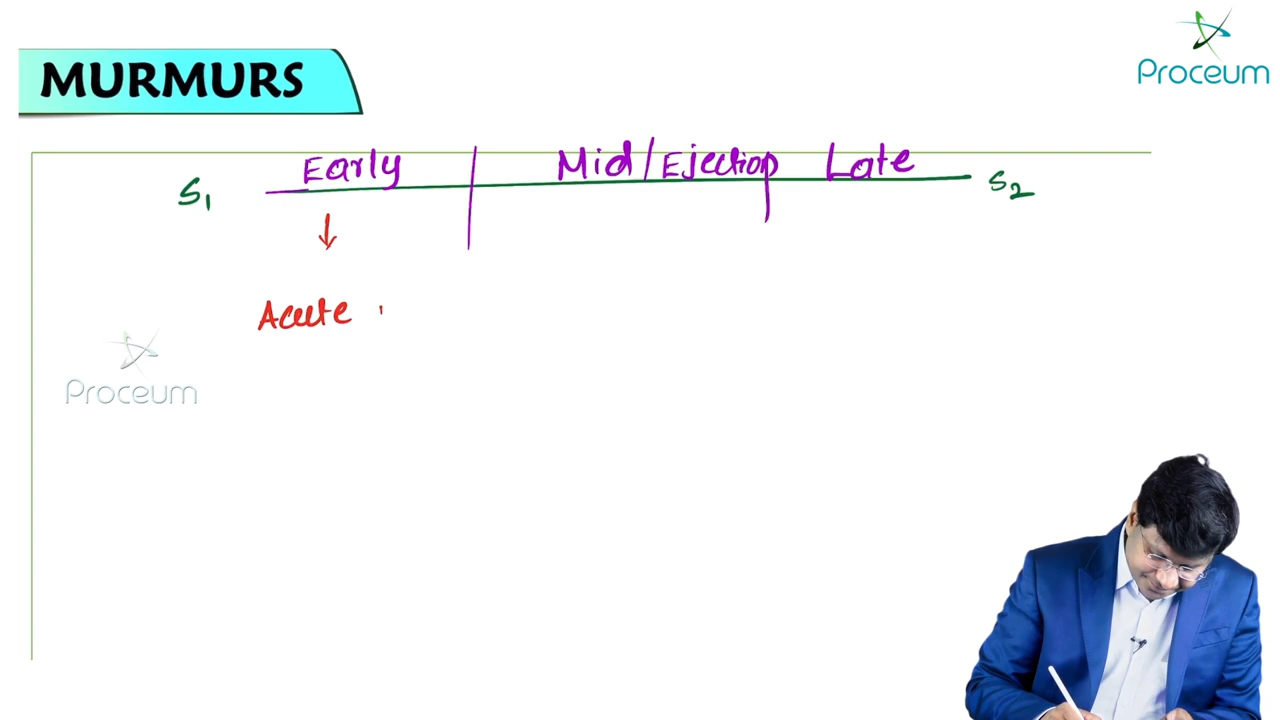 Proceum
MURMURS
Early Mid/Ejection Late
S1 S2
Acute
Proceum